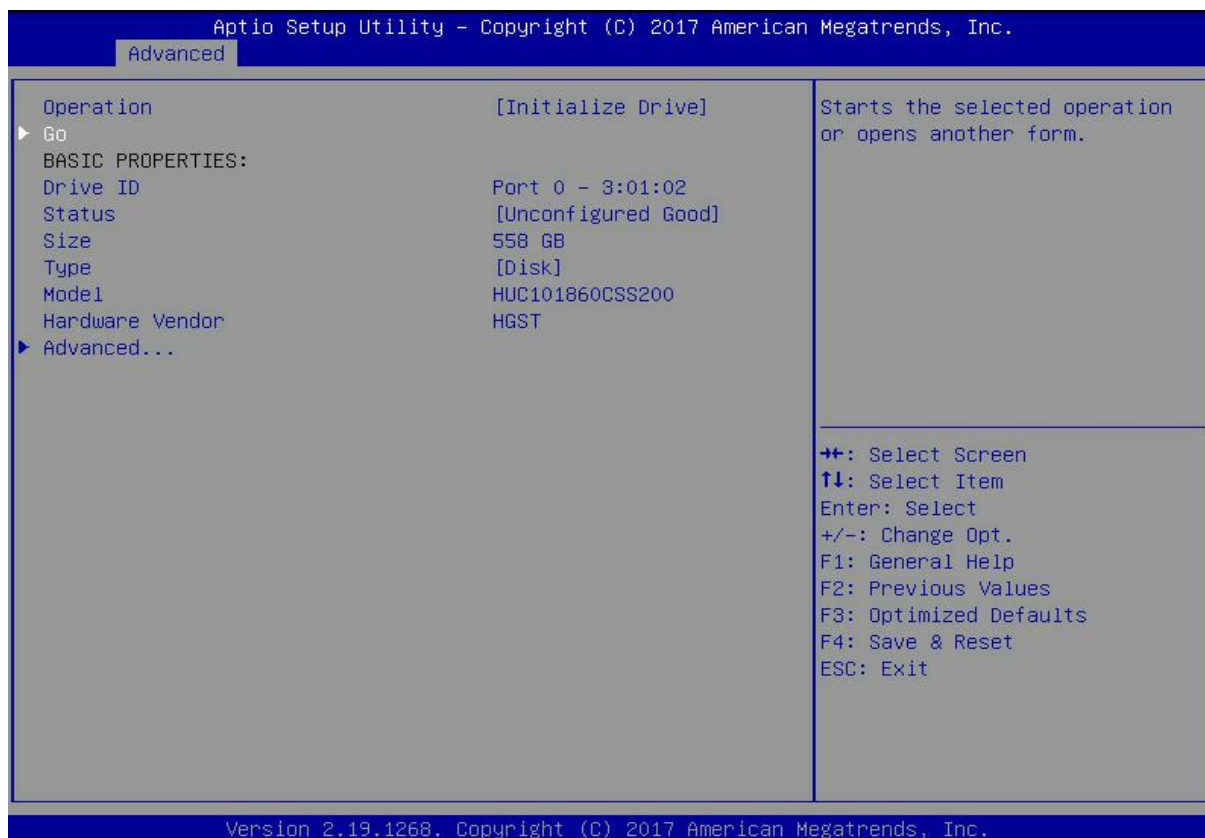 Aptio Setup Utility – Copyright (C) 2017 American Megatrends, Inc.
Advanced
Operation [Initialize Drive]
▶ Go
BASIC PROPERTIES:
Drive ID Port 0 – 3:01:02
Status [Unconfigured Good]
Size 558 GB
Type [Disk]
Model HUC101860CSS200
Hardware Vendor HGST
▶ Advanced...
Starts the selected operation
or opens another form.
→←: Select Screen
↑↓: Select Item
Enter: Select
+/-: Change Opt.
F1: General Help
F2: Previous Values
F3: Optimized Defaults
F4: Save & Reset
ESC: Exit
Version 2.19.1268. Copyright (C) 2017 American Megatrends, Inc.